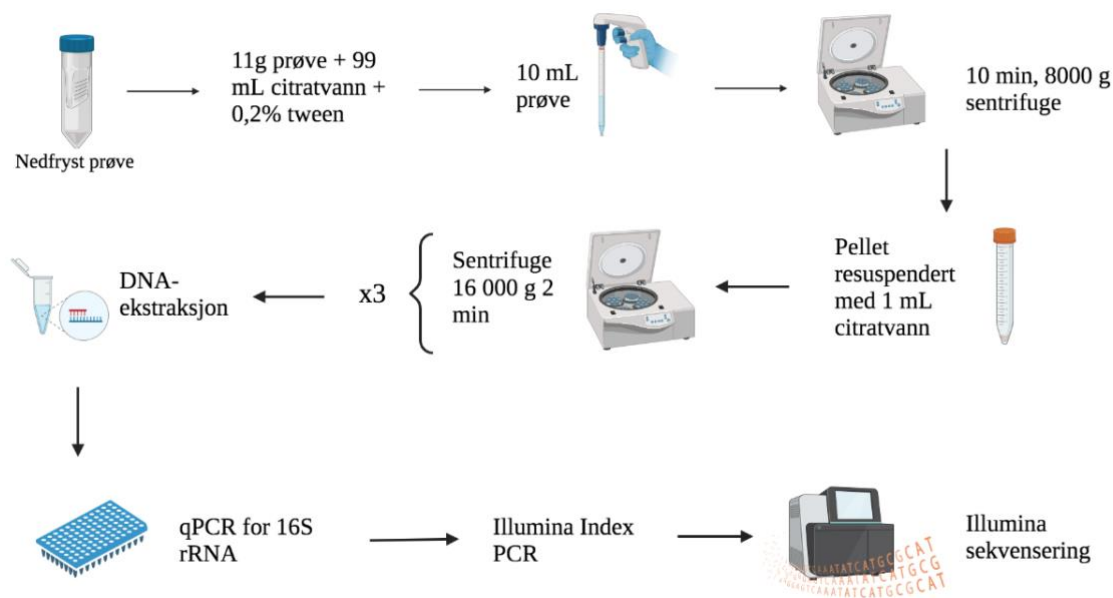 Nedfryst prøve
11g prøve + 99
mL citratvann +
0,2% tween
10 mL
prøve
10 min, 8000 g
sentrifuge
Pellet
resuspendert
med 1 mL
citratvann
Sentrifuge
16 000 g 2
min
x3
DNA-
ekstraksjon
qPCR for 16S
rRNA
Illumina Index
PCR
Illumina
sekvensering